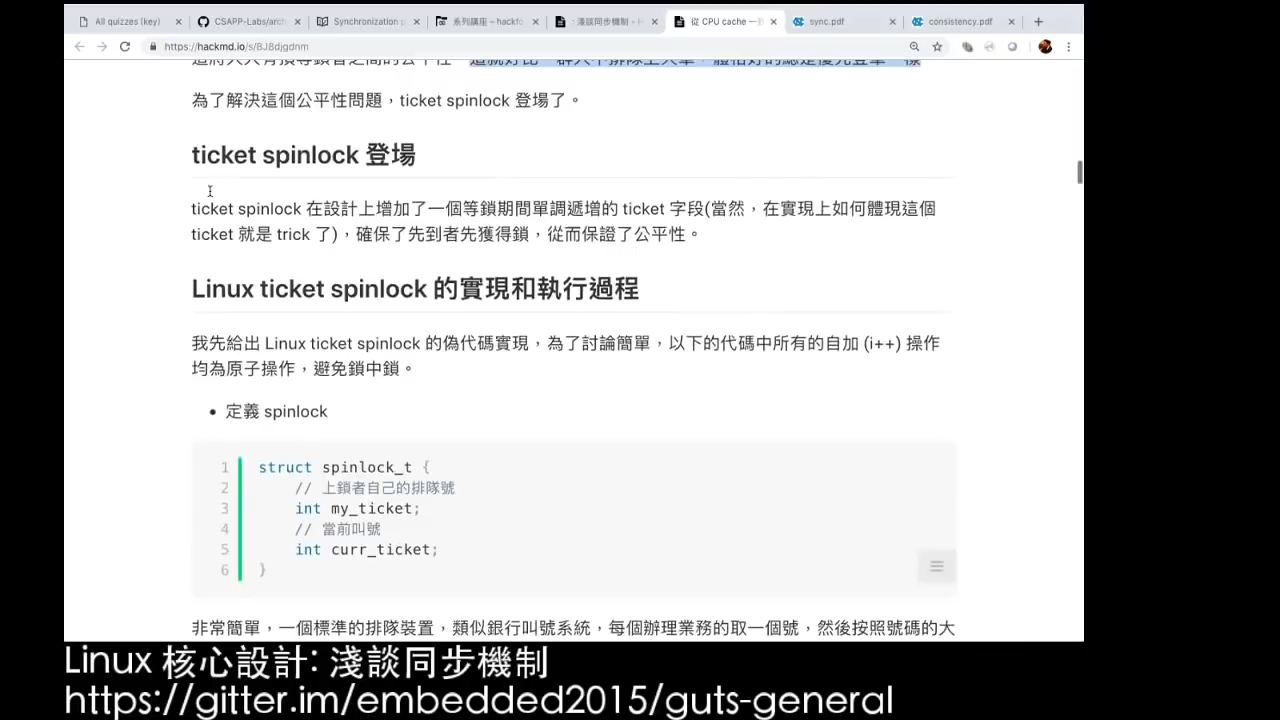 All quizzes (key)
CSAPP-Labs/arch
Synchronization p
系列講座 - hackfo
淺談同步機制 - H
從 CPU cache 一
sync.pdf
consistency.pdf
https://hackmd.io/s/BJ8djgdnm
為了解決這個公平性問題，ticket spinlock 登場了。
ticket spinlock 登場
ticket spinlock 在設計上增加了一個等鎖期間單調遞增的 ticket 字段(當然，在實現上如何體現這個
ticket 就是 trick 了)，確保了先到者先獲得鎖，從而保證了公平性。
Linux ticket spinlock 的實現和執行過程
我先給出 Linux ticket spinlock 的偽代碼實現，為了討論簡單，以下的代碼中所有的自加 (i++) 操作
均為原子操作，避免鎖中鎖。
• 定義 spinlock
1 struct spinlock_t {
2 // 上鎖者自己的排隊號
3 int my_ticket;
4 // 當前叫號
5 int curr_ticket;
6 }
非常簡單，一個標準的排隊裝置，類似銀行叫號系統，每個辦理業務的取一個號，然後按照號碼的大
Linux 核心設計: 淺談同步機制
https://gitter.im/embedded2015/guts-general